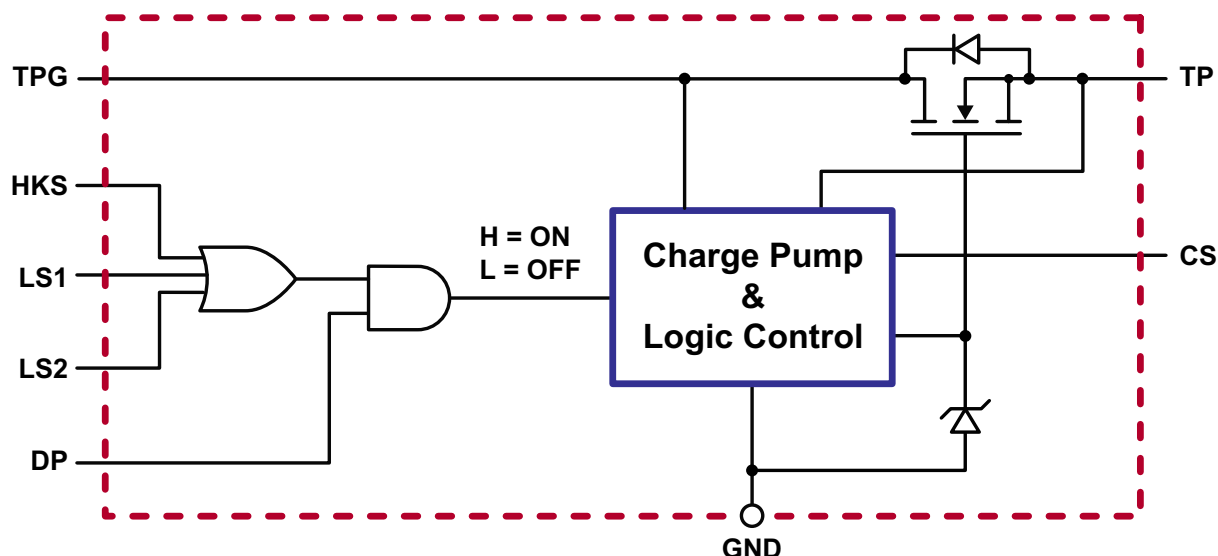 TPG
TP
HKS
H = ON
L = OFF
Charge Pump
&
Logic Control
CS
LS1
LS2
DP
GND